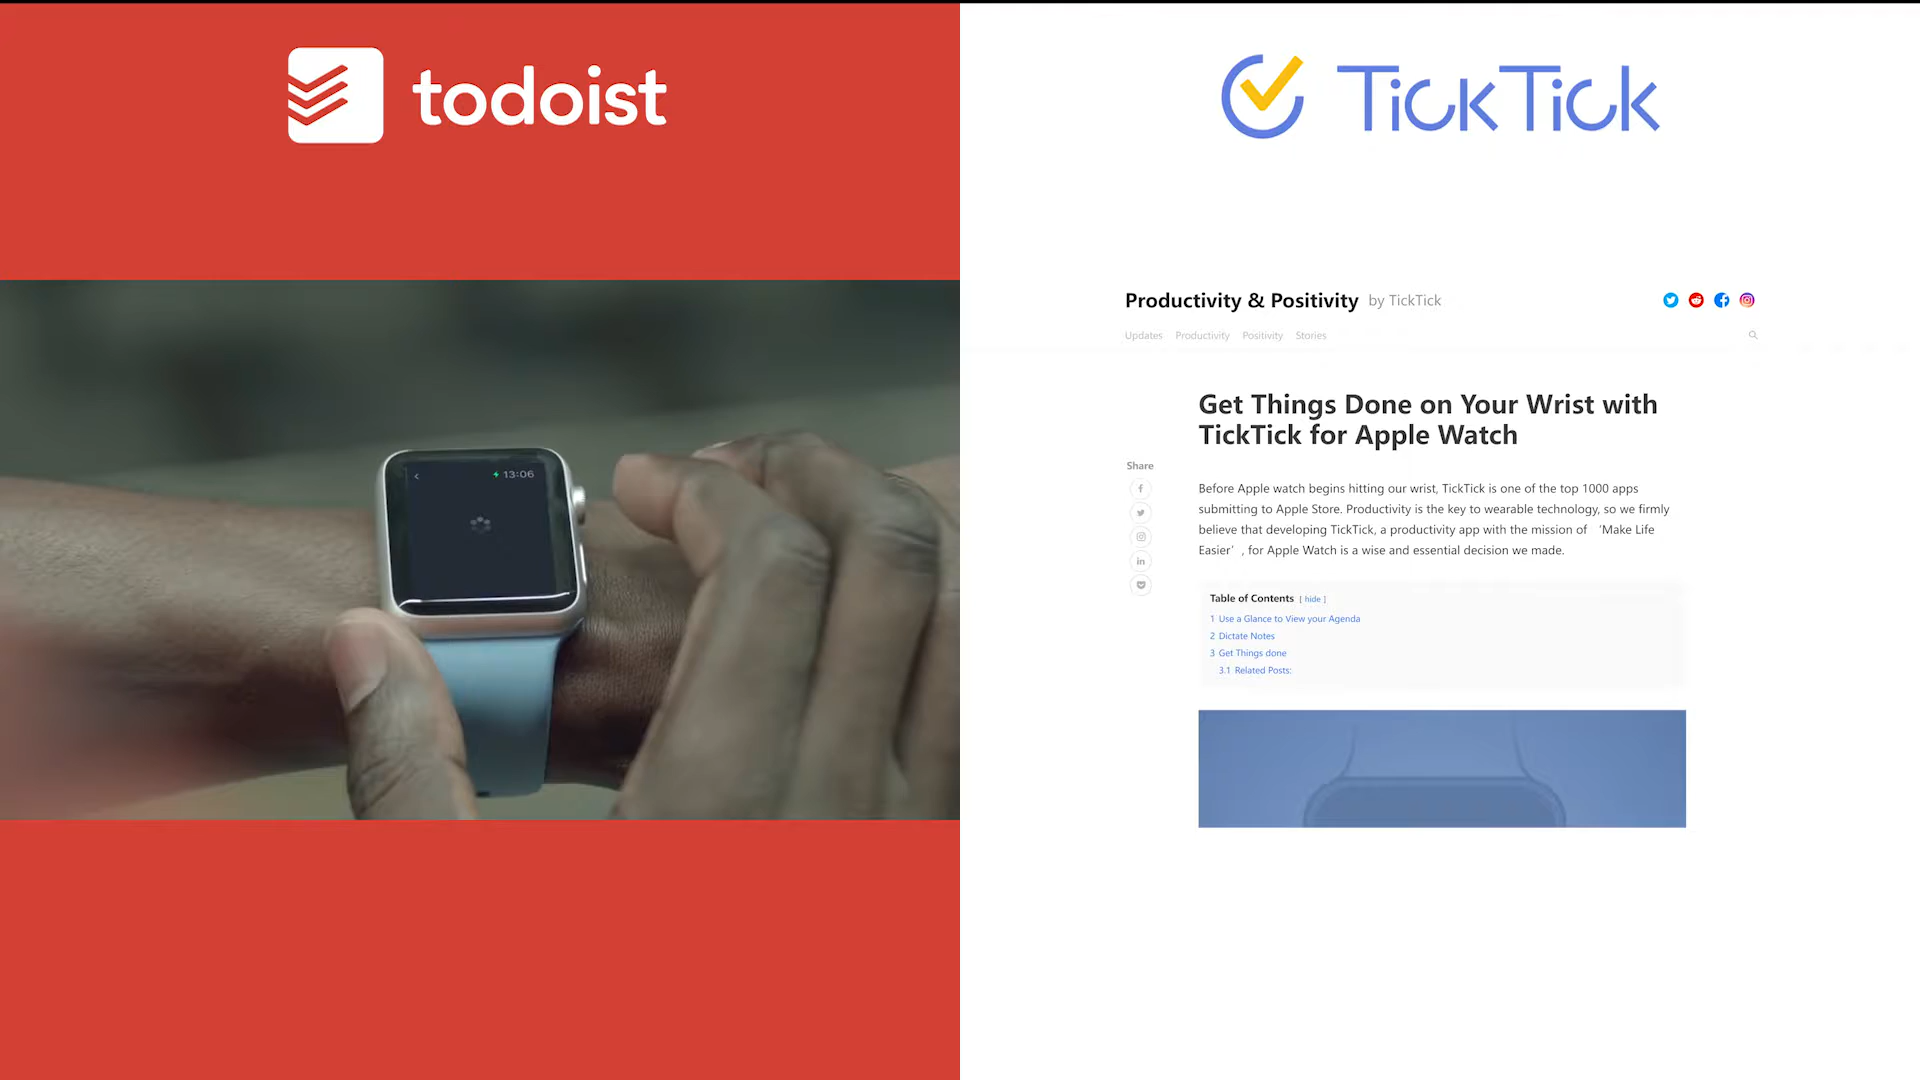 todoist
TickTick
13:06
Productivity & Positivity by TickTick
Updates Productivity Positivity Stories
Get Things Done on Your Wrist with
TickTick for Apple Watch
Share
Before Apple watch begins hitting our wrist, TickTick is one of the top 1000 apps
submitting to Apple Store. Productivity is the key to wearable technology, so we firmly
believe that developing TickTick, a productivity app with the mission of ‘Make Life
Easier’, for Apple Watch is a wise and essential decision we made.
Table of Contents [ hide ]
1 Use a Glance to View your Agenda
2 Dictate Notes
3 Get Things done
3.1 Related Posts: